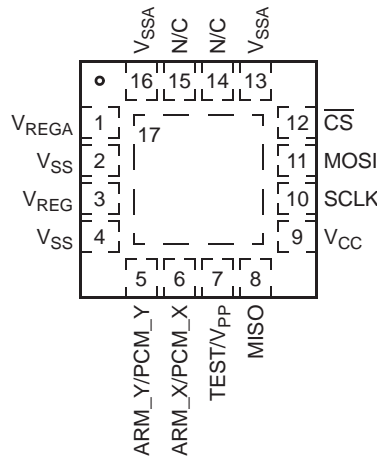 VSSA
N/C
N/C
VSSA
16 15 14 13
VREGA 1 17 12 C̅S̅
VSS 2 11 MOSI
VREG 3 10 SCLK
VSS 4 9 VCC
5 6 7 8
ARM_Y/PCM_Y
ARM_X/PCM_X
TEST/VPP
MISO